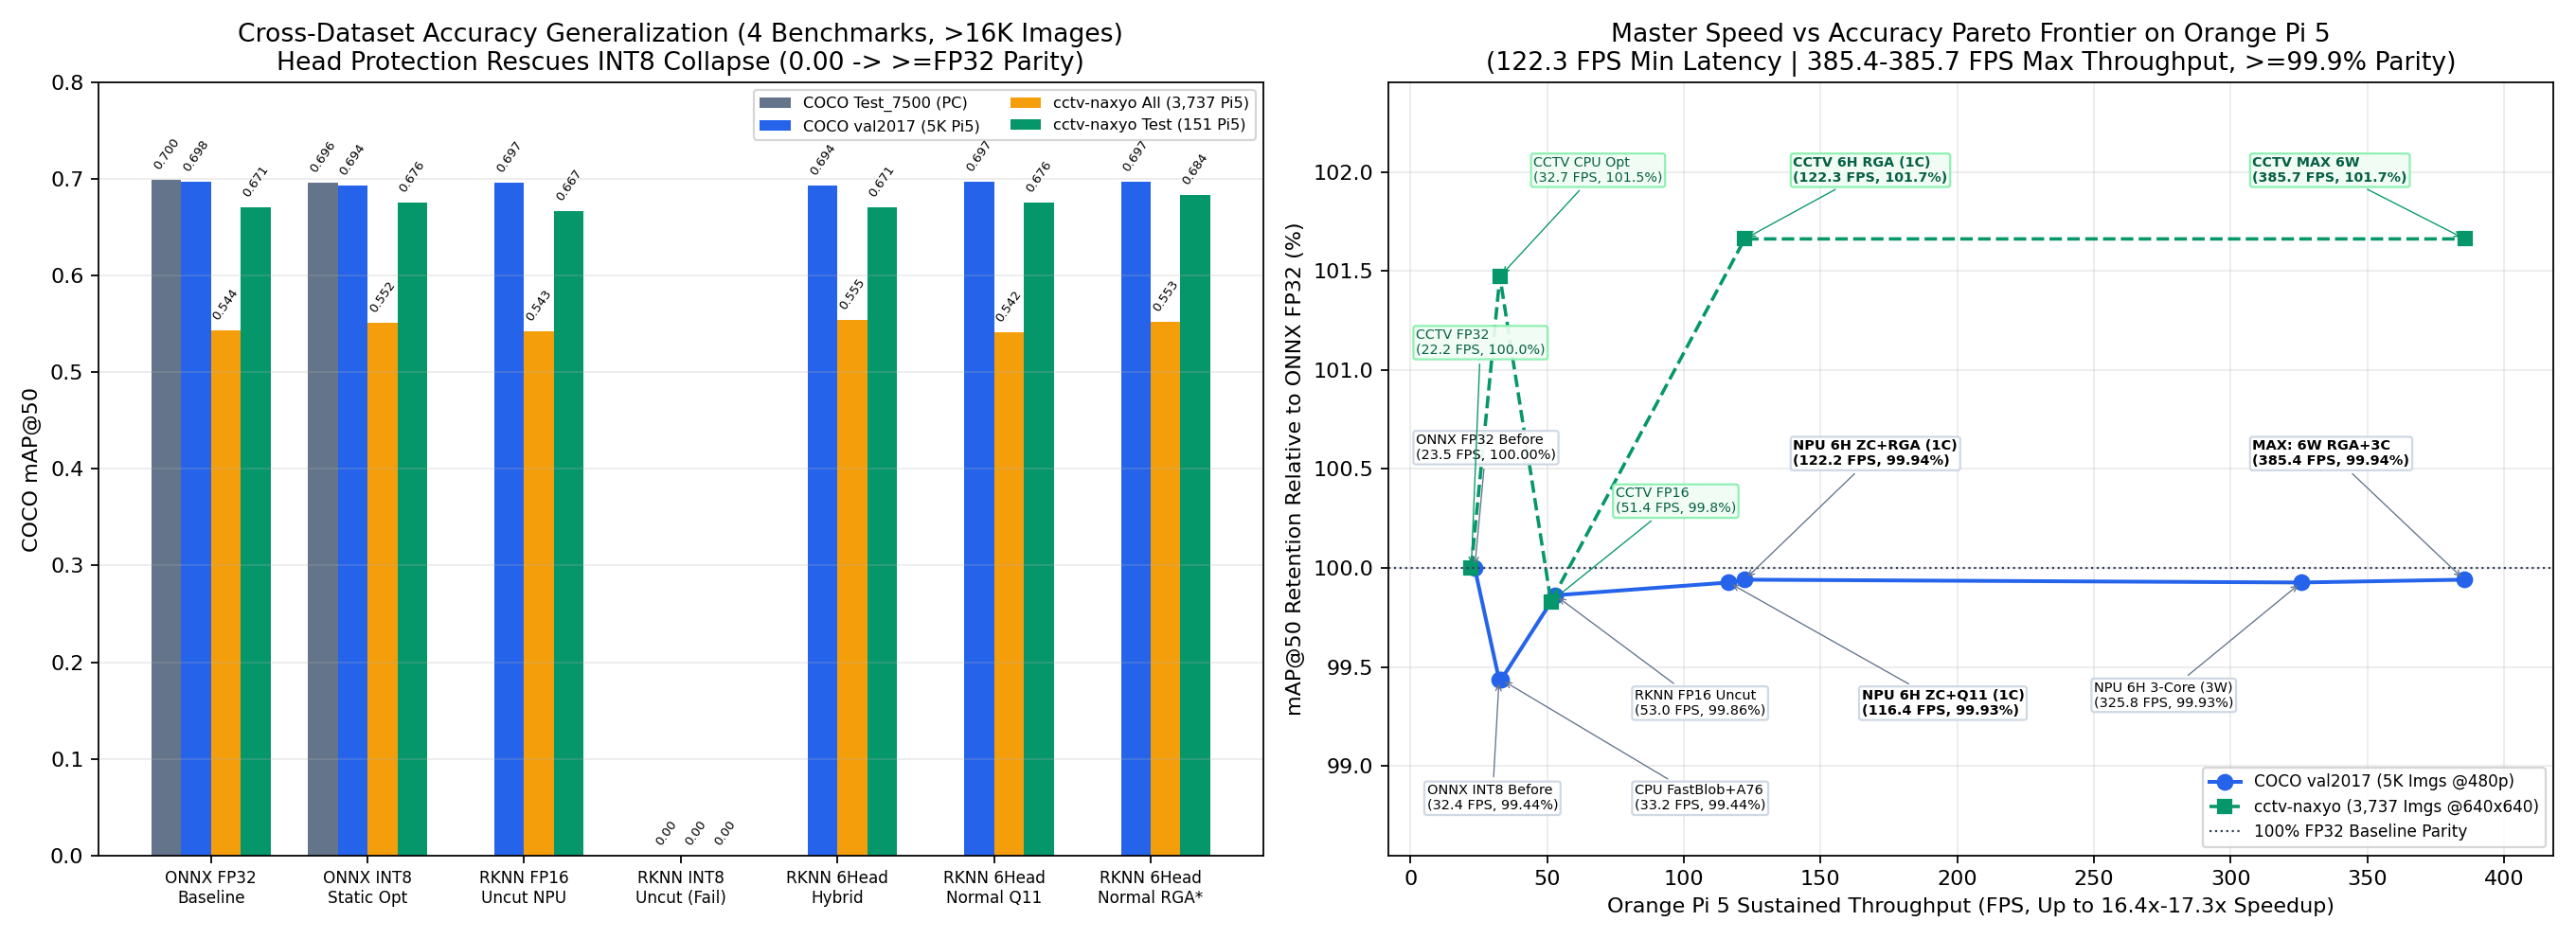 Cross-Dataset Accuracy Generalization (4 Benchmarks, >16K Images)
Head Protection Rescues INT8 Collapse (0.00 -> >=FP32 Parity)
COCO mAP@50
0.8
0.7
0.6
0.5
0.4
0.3
0.2
0.1
0.0
COCO Test_7500 (PC)
COCO val2017 (5K Pi5)
cctv-naxyo All (3,737 Pi5)
cctv-naxyo Test (151 Pi5)
0.700
0.698
0.544
0.671
0.696
0.694
0.552
0.676
0.697
0.543
0.667
0.00
0.00
0.00
0.694
0.555
0.671
0.697
0.542
0.676
0.697
0.553
0.684
ONNX FP32
Baseline
ONNX INT8
Static Opt
RKNN FP16
Uncut NPU
RKNN INT8
Uncut (Fail)
RKNN 6Head
Hybrid
RKNN 6Head
Normal Q11
RKNN 6Head
Normal RGA*
Master Speed vs Accuracy Pareto Frontier on Orange Pi 5
(122.3 FPS Min Latency | 385.4-385.7 FPS Max Throughput, >=99.9% Parity)
mAP@50 Retention Relative to ONNX FP32 (%)
102.0
101.5
101.0
100.5
100.0
99.5
99.0
CCTV CPU Opt
(32.7 FPS, 101.5%)
CCTV 6H RGA (1C)
(122.3 FPS, 101.7%)
CCTV MAX 6W
(385.7 FPS, 101.7%)
CCTV FP32
(22.2 FPS, 100.0%)
ONNX FP32 Before
(23.5 FPS, 100.00%)
NPU 6H ZC+RGA (1C)
(122.2 FPS, 99.94%)
MAX: 6W RGA+3C
(385.4 FPS, 99.94%)
CCTV FP16
(51.4 FPS, 99.8%)
RKNN FP16 Uncut
(53.0 FPS, 99.86%)
NPU 6H ZC+Q11 (1C)
(116.4 FPS, 99.93%)
NPU 6H 3-Core (3W)
(325.8 FPS, 99.93%)
ONNX INT8 Before
(32.4 FPS, 99.44%)
CPU FastBlob+A76
(33.2 FPS, 99.44%)
COCO val2017 (5K Imgs @480p)
cctv-naxyo (3,737 Imgs @640x640)
100% FP32 Baseline Parity
0
50
100
150
200
250
300
350
400
Orange Pi 5 Sustained Throughput (FPS, Up to 16.4x-17.3x Speedup)